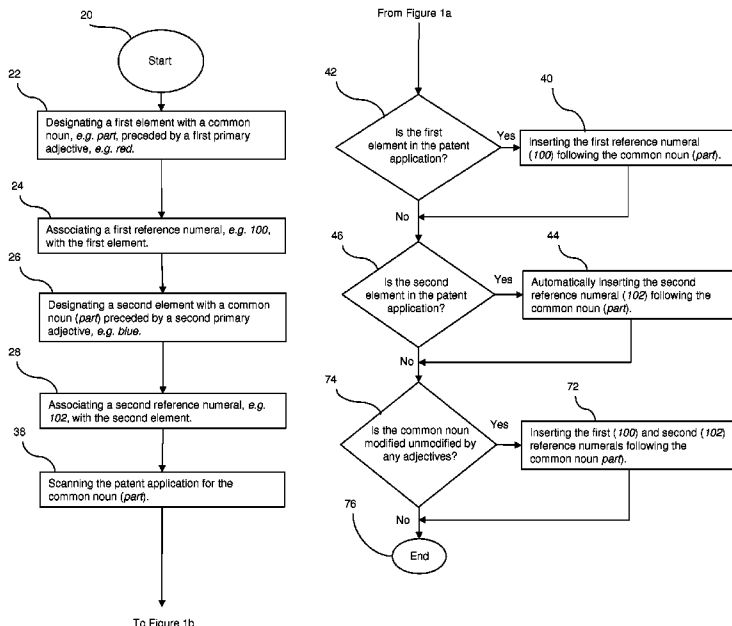 20
Start
22
Designating a first element with a common
noun, e.g. part, preceded by a first primary
adjective, e.g. red.
24
Associating a first reference numeral, e.g. 100,
with the first element.
26
Designating a second element with a common
noun (part) preceded by a second primary
adjective, e.g. blue.
28
Associating a second reference numeral, e.g.
102, with the second element.
38
Scanning the patent application for the
common noun (part).
To Figure 1b
From Figure 1a
42
Is the first
element in the patent
application?
Yes
40
Inserting the first reference numeral
(100) following the common noun (part).
No
46
Is the second
element in the patent
application?
Yes
44
Automatically inserting the second
reference numeral (102) following the
common noun (part).
No
74
Is the common noun
modified unmodified by
any adjectives?
Yes
72
Inserting the first (100) and second (102)
reference numerals following the
common noun part).
No
76
End